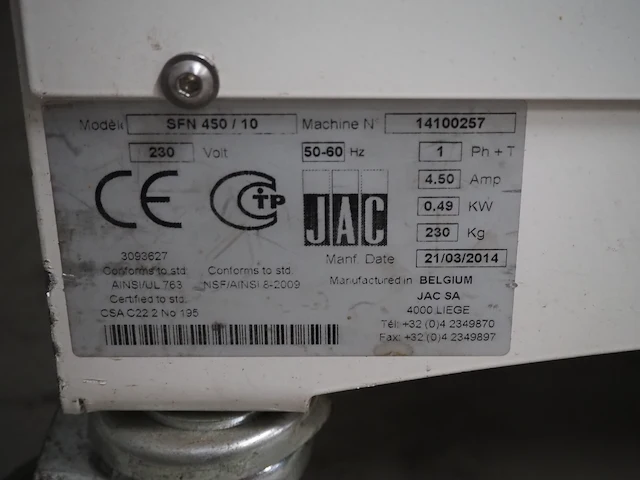 Modèle SFN 450 / 10 Machine N° 14100257
230 Volt 50-60 Hz 1 Ph + T
4.50 Amp
CE
C TP
JAC
0.49 KW
230 Kg
3093627
Manf. Date 21/03/2014
Conforms to std. Conforms to std.
AINSI/UL 763 NSF/AINSI 8-2009
Manufactured in BELGIUM
Certified to std.
JAC SA
CSA C22 2 No 195
4000 LIEGE
Tél: +32 (0)4 2349870
Fax: +32 (0)4 2349897